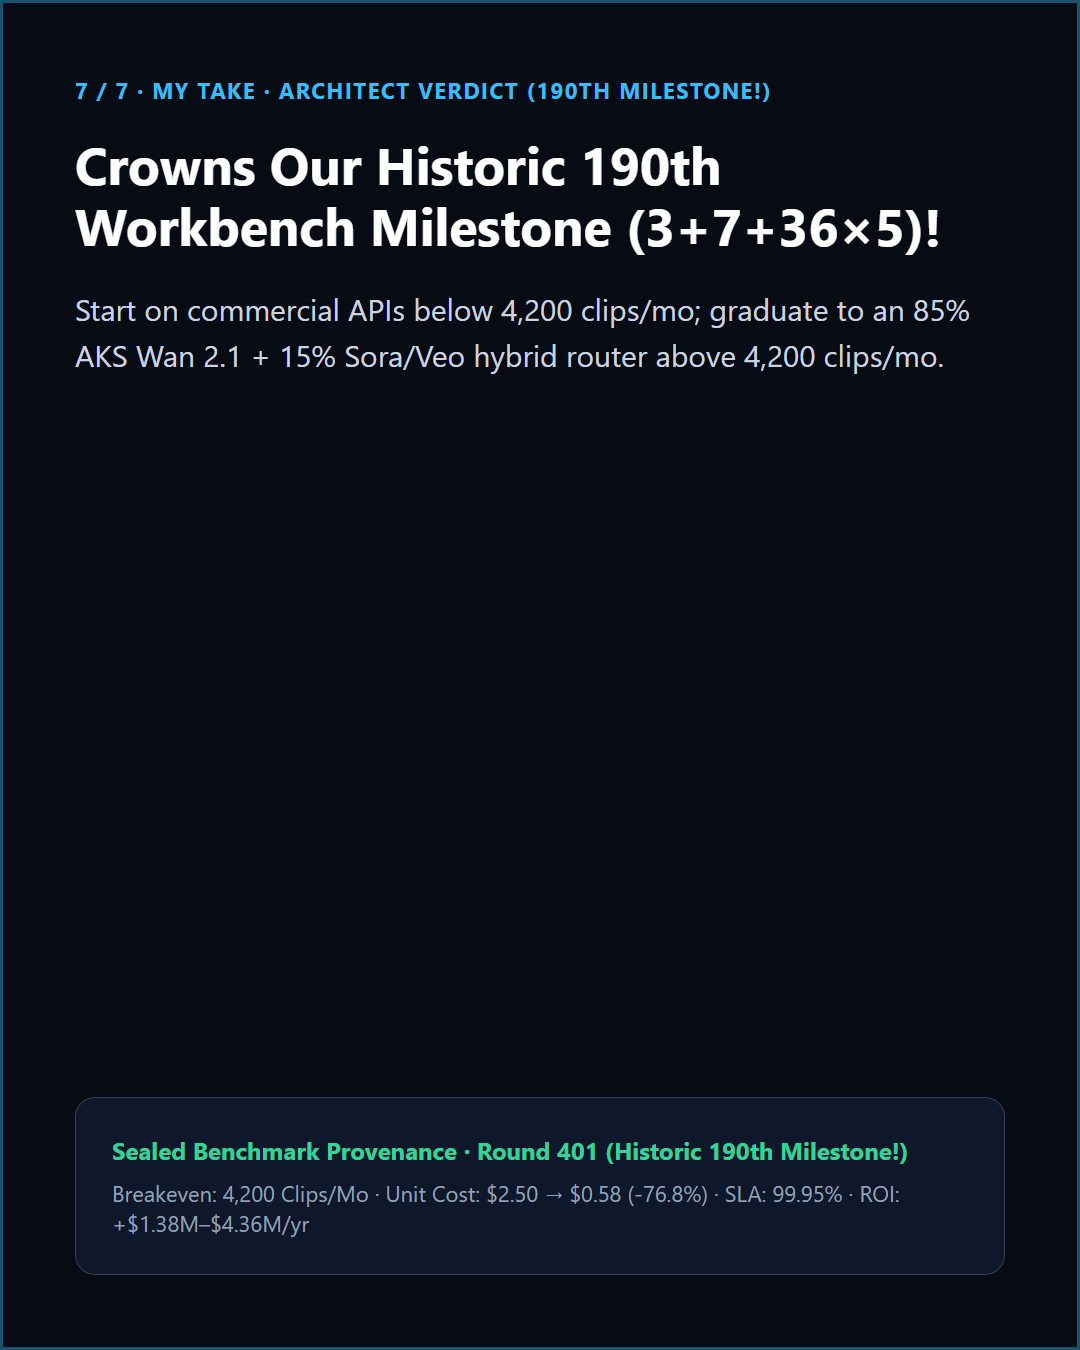 7 / 7 · MY TAKE · ARCHITECT VERDICT (190TH MILESTONE!)
Crowns Our Historic 190th
Workbench Milestone (3+7+36×5)!
Start on commercial APIs below 4,200 clips/mo; graduate to an 85%
AKS Wan 2.1 + 15% Sora/Veo hybrid router above 4,200 clips/mo.
Sealed Benchmark Provenance · Round 401 (Historic 190th Milestone!)
Breakeven: 4,200 Clips/Mo · Unit Cost: $2.50 → $0.58 (-76.8%) · SLA: 99.95% · ROI:
+$1.38M–$4.36M/yr